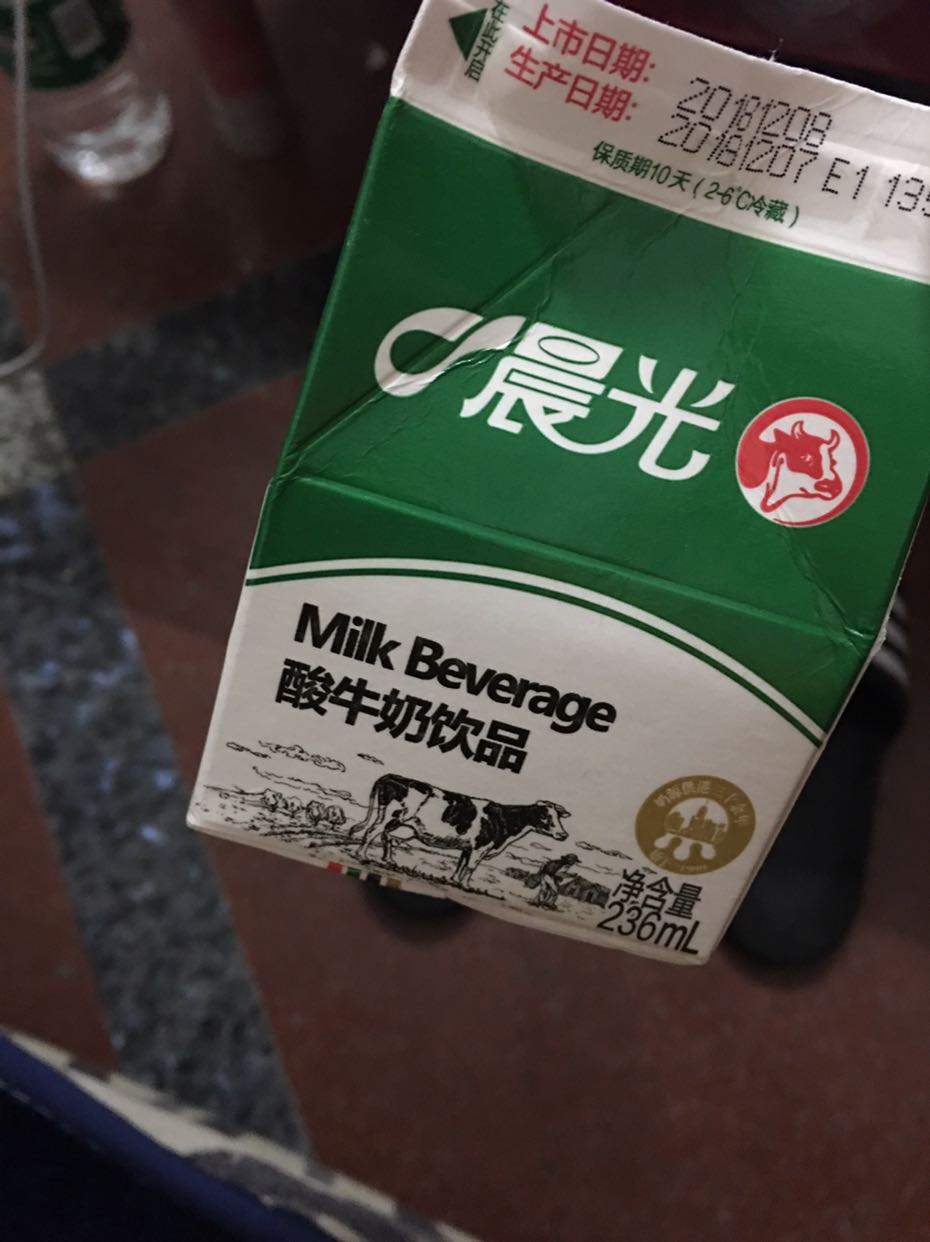 在此开启
上市日期: 20181208
生产日期: 20181207 E1 135
保质期10天(2-6°C冷藏)
晨光
Milk Beverage
酸牛奶饮品
净含量
236mL